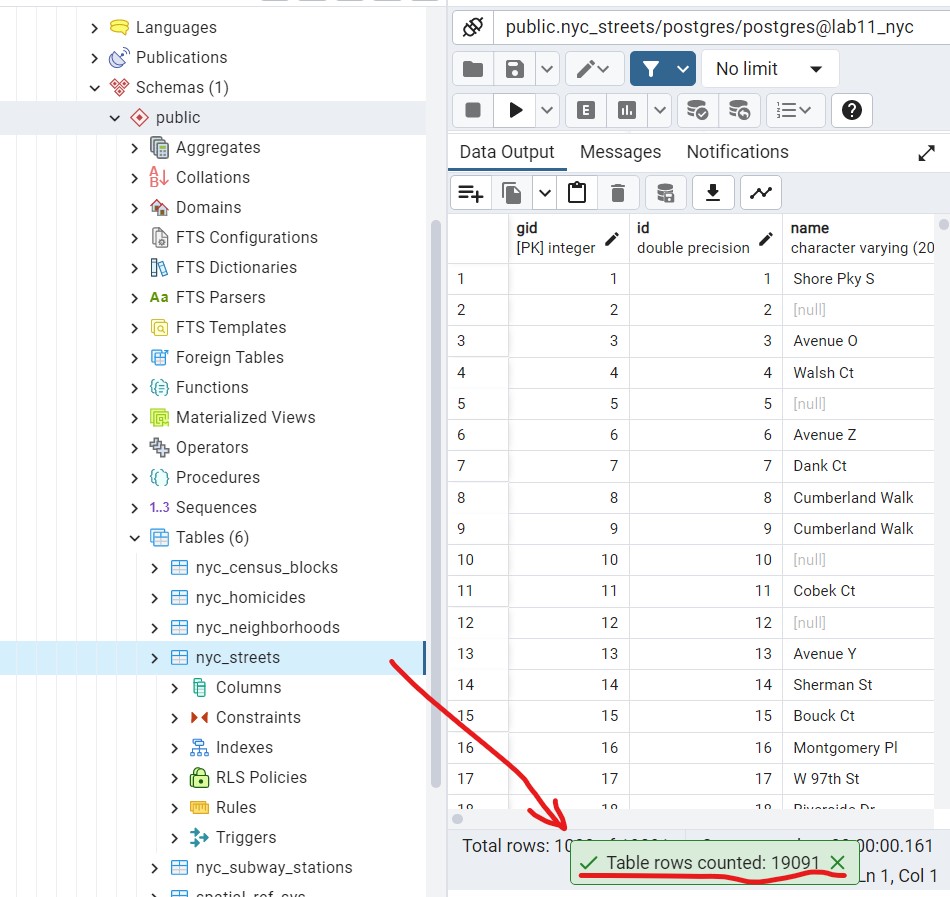 Languages
Publications
Schemas (1)
public
Aggregates
Collations
Domains
FTS Configurations
FTS Dictionaries
Aa FTS Parsers
FTS Templates
Foreign Tables
Functions
Materialized Views
Operators
Procedures
1..3 Sequences
Tables (6)
nyc_census_blocks
nyc_homicides
nyc_neighborhoods
nyc_streets
Columns
Constraints
Indexes
RLS Policies
Rules
Triggers
nyc_subway_stations
spatial_ref_sys
public.nyc_streets/postgres/postgres@lab11_nyc
No limit
E
Data Output Messages Notifications
gid id name
[PK] integer double precision character varying (20
1 1 1 Shore Pky S
2 2 2 [null]
3 3 3 Avenue O
4 4 4 Walsh Ct
5 5 5 [null]
6 6 6 Avenue Z
7 7 7 Dank Ct
8 8 8 Cumberland Walk
9 9 9 Cumberland Walk
10 10 10 [null]
11 11 11 Cobek Ct
12 12 12 [null]
13 13 13 Avenue Y
14 14 14 Sherman St
15 15 15 Bouck Ct
16 16 16 Montgomery Pl
17 17 17 W 97th St
18 18 18 Riverside Dr
Total rows: 00:00.161
Table rows counted: 19091
Ln 1, Col 1